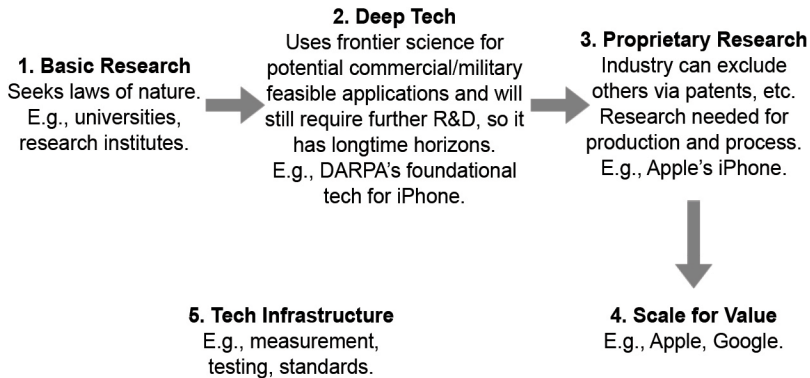 1. Basic Research
Seeks laws of nature.
E.g., universities,
research institutes.
2. Deep Tech
Uses frontier science for
potential commercial/military
feasible applications and will
still require further R&D, so it
has longtime horizons.
E.g., DARPA’s foundational
tech for iPhone.
3. Proprietary Research
Industry can exclude
others via patents, etc.
Research needed for
production and process.
E.g., Apple’s iPhone.
4. Scale for Value
E.g., Apple, Google.
5. Tech Infrastructure
E.g., measurement,
testing, standards.